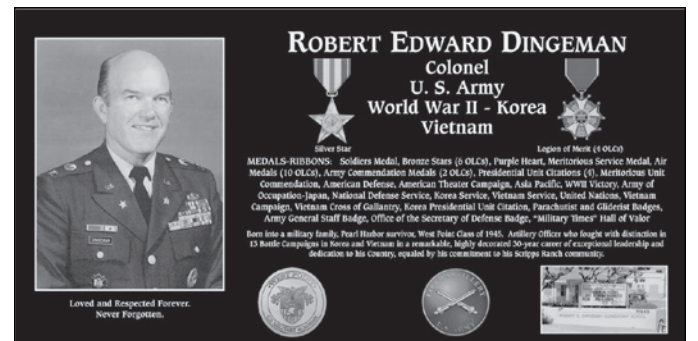 ROBERT EDWARD DINGEMAN
Colonel
U. S. Army
World War II - Korea
Vietnam
Silver Star
Legion of Merit (4 OLCs)
MEDALS-RIBBONS: Soldiers Medal, Bronze Stars (6 OLCs), Purple Heart, Meritorious Service Medal, Air
Medals (10 OLCs), Army Commendation Medals (2 OLCs), Presidential Unit Citations (4), Meritorious Unit
Commendation, American Defense, American Theater Campaign, Asia Pacific, WWII Victory, Army of
Occupation-Japan, National Defense Service, Korea Service, Vietnam Service, United Nations, Vietnam
Campaign, Vietnam Cross of Gallantry, Korea Presidential Unit Citation, Parachutist and Gliderist Badges,
Army General Staff Badge, Office of the Secretary of Defense Badge, "Military Times" Hall of Valor
Born into a military family, Pearl Harbor survivor, West Point Class of 1945. Artillery Officer who fought with distinction in
13 Battle Campaigns in Korea and Vietnam in a remarkable, highly decorated 30-year career of exceptional leadership and
dedication to his Country, equaled by his commitment to his Scripps Ranch community.
Loved and Respected Forever.
Never Forgotten.